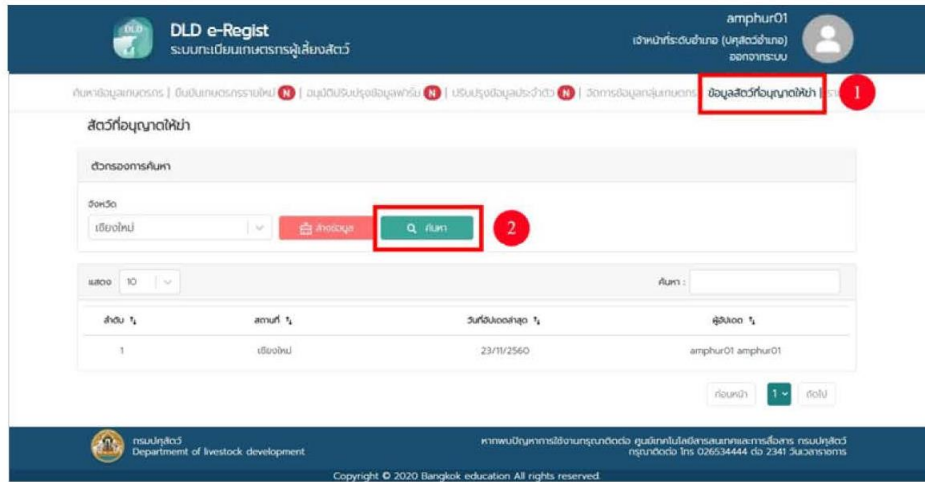 DLD e-Regist
ระบบทะเบียนเกษตรกรผู้เลี้ยงสัตว์
amphur01
เจ้าหน้าที่ระดับอำเภอ (ปศุสัตว์อำเภอ)
ออกจากระบบ
ค้นหาข้อมูลเกษตรกร | ยืนยันเกษตรกรรายใหม่ N | อนุมัติปรับปรุงข้อมูลฟาร์ม N | ปรับปรุงข้อมูลประจำตัว N | จัดการข้อมูลกลุ่มเกษตกร ข้อมูลสัตว์ที่อนุญาตให้ฆ่า | 1
สัตว์ที่อนุญาตให้ฆ่า
ตัวกรองการค้นหา
จังหวัด
เชียงใหม่ ล้างข้อมูล ค้นหา 2
แสดง 10 ค้นหา :
ลำดับ สถานที่ วันที่อัปเดตล่าสุด ผู้อัปเดต
1 เชียงใหม่ 23/11/2560 amphur01 amphur01
ก่อนหน้า 1 ถัดไป
กรมปศุสัตว์ หากพบปัญหาการใช้งานกรุณาติดต่อ ศูนย์เทคโนโลยีสารสนเทศและการสื่อสาร กรมปศุสัตว์
Departmemt of livestock development กรุณาติดต่อ โทร 026534444 ต่อ 2341 วันเวลาราชการ
Copyright © 2020 Bangkok education All rights reserved.